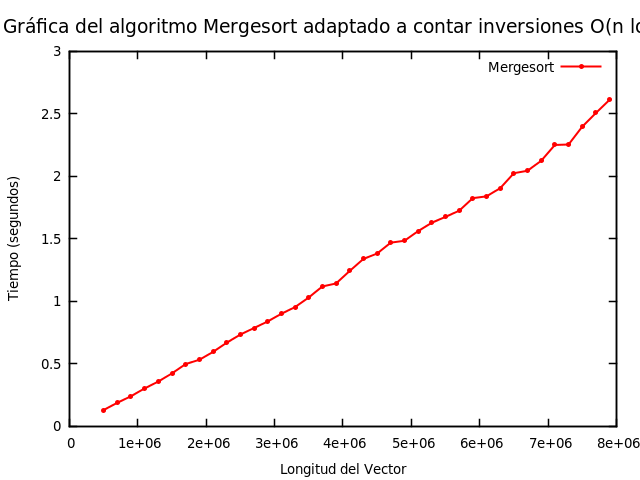 Gráfica del algoritmo Mergesort adaptado a contar inversiones O(n lo
Mergesort
3
2.5
2
1.5
1
0.5
0
Tiempo (segundos)
0 1e+06 2e+06 3e+06 4e+06 5e+06 6e+06 7e+06 8e+06
Longitud del Vector